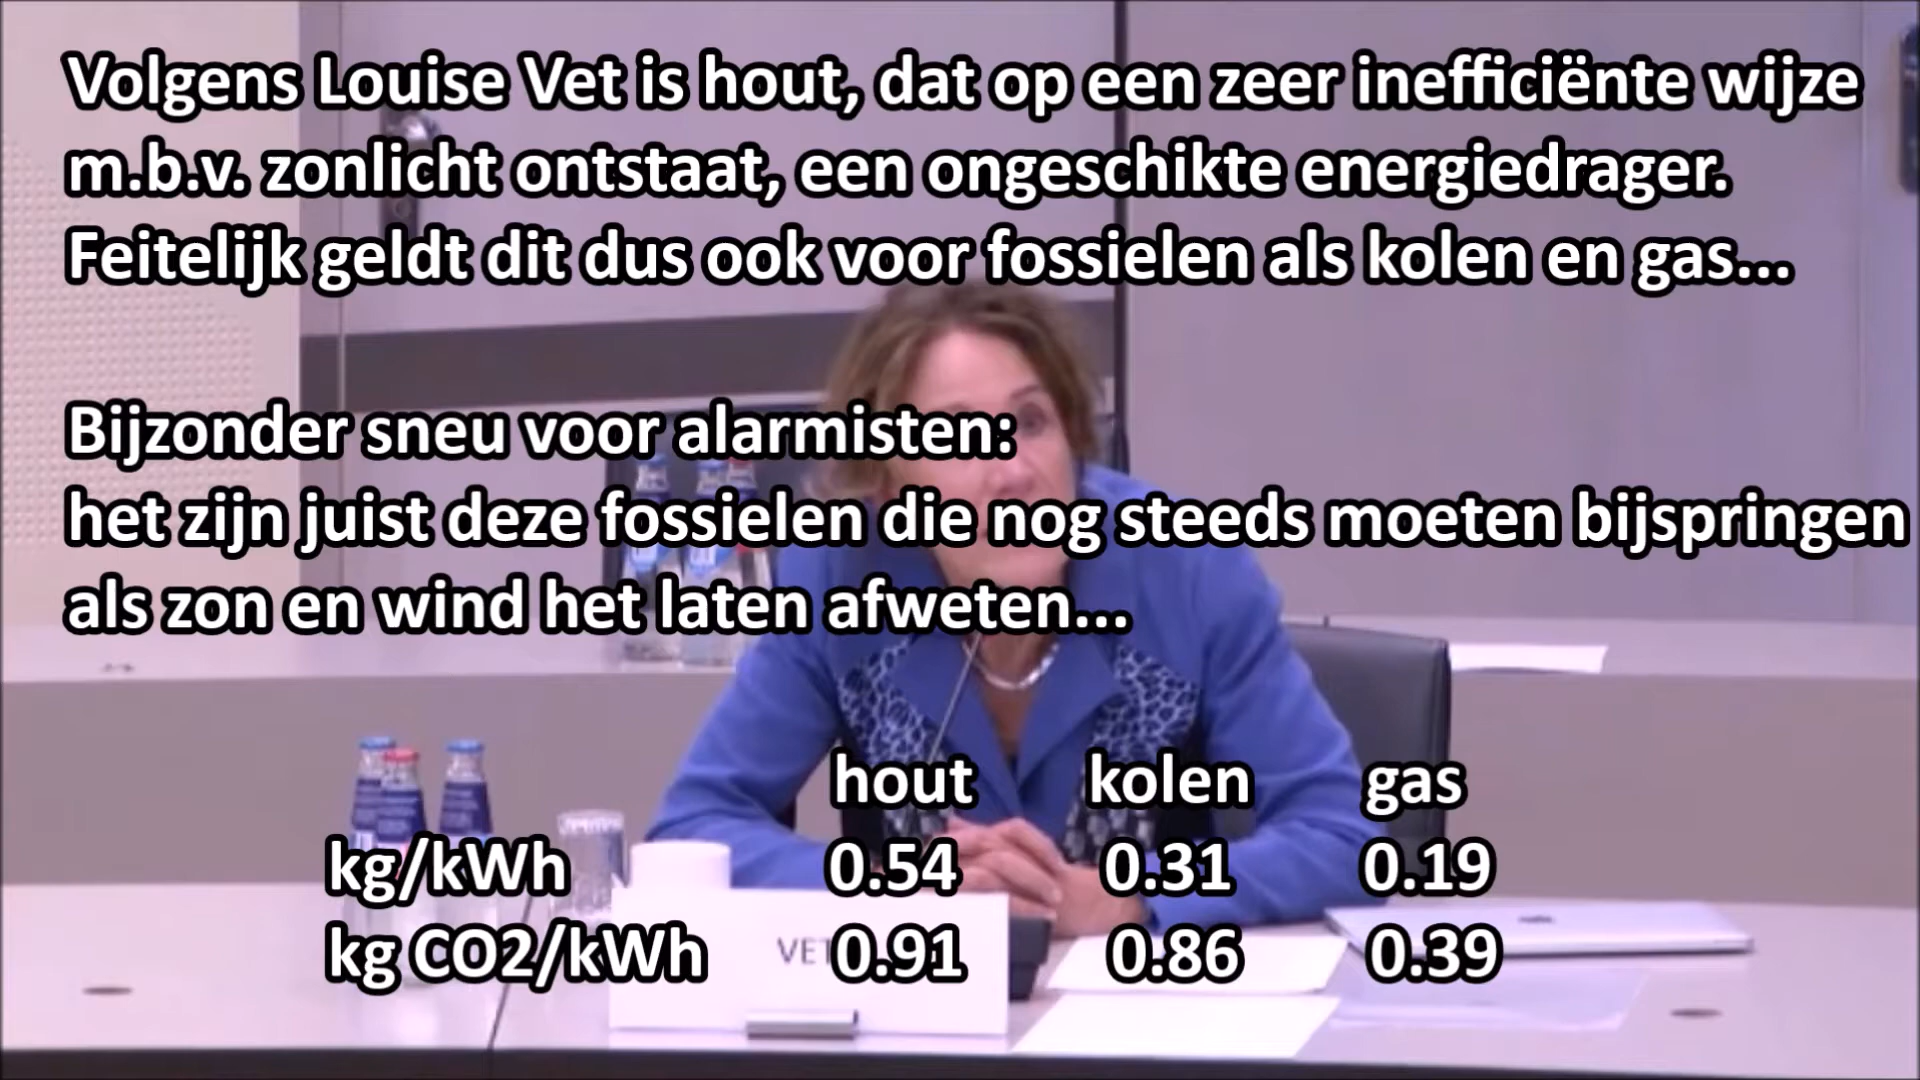 Volgens Louise Vet is hout, dat op een zeer inefficiënte wijze
m.b.v. zonlicht ontstaat, een ongeschikte energiedrager.
Feitelijk geldt dit dus ook voor fossielen als kolen en gas...
Bijzonder sneu voor alarmisten:
het zijn juist deze fossielen die nog steeds moeten bijspringen
als zon en wind het laten afweten...
hout kolen gas
kg/kWh 0.54 0.31 0.19
kg CO2/kWh 0.91 0.86 0.39
VET